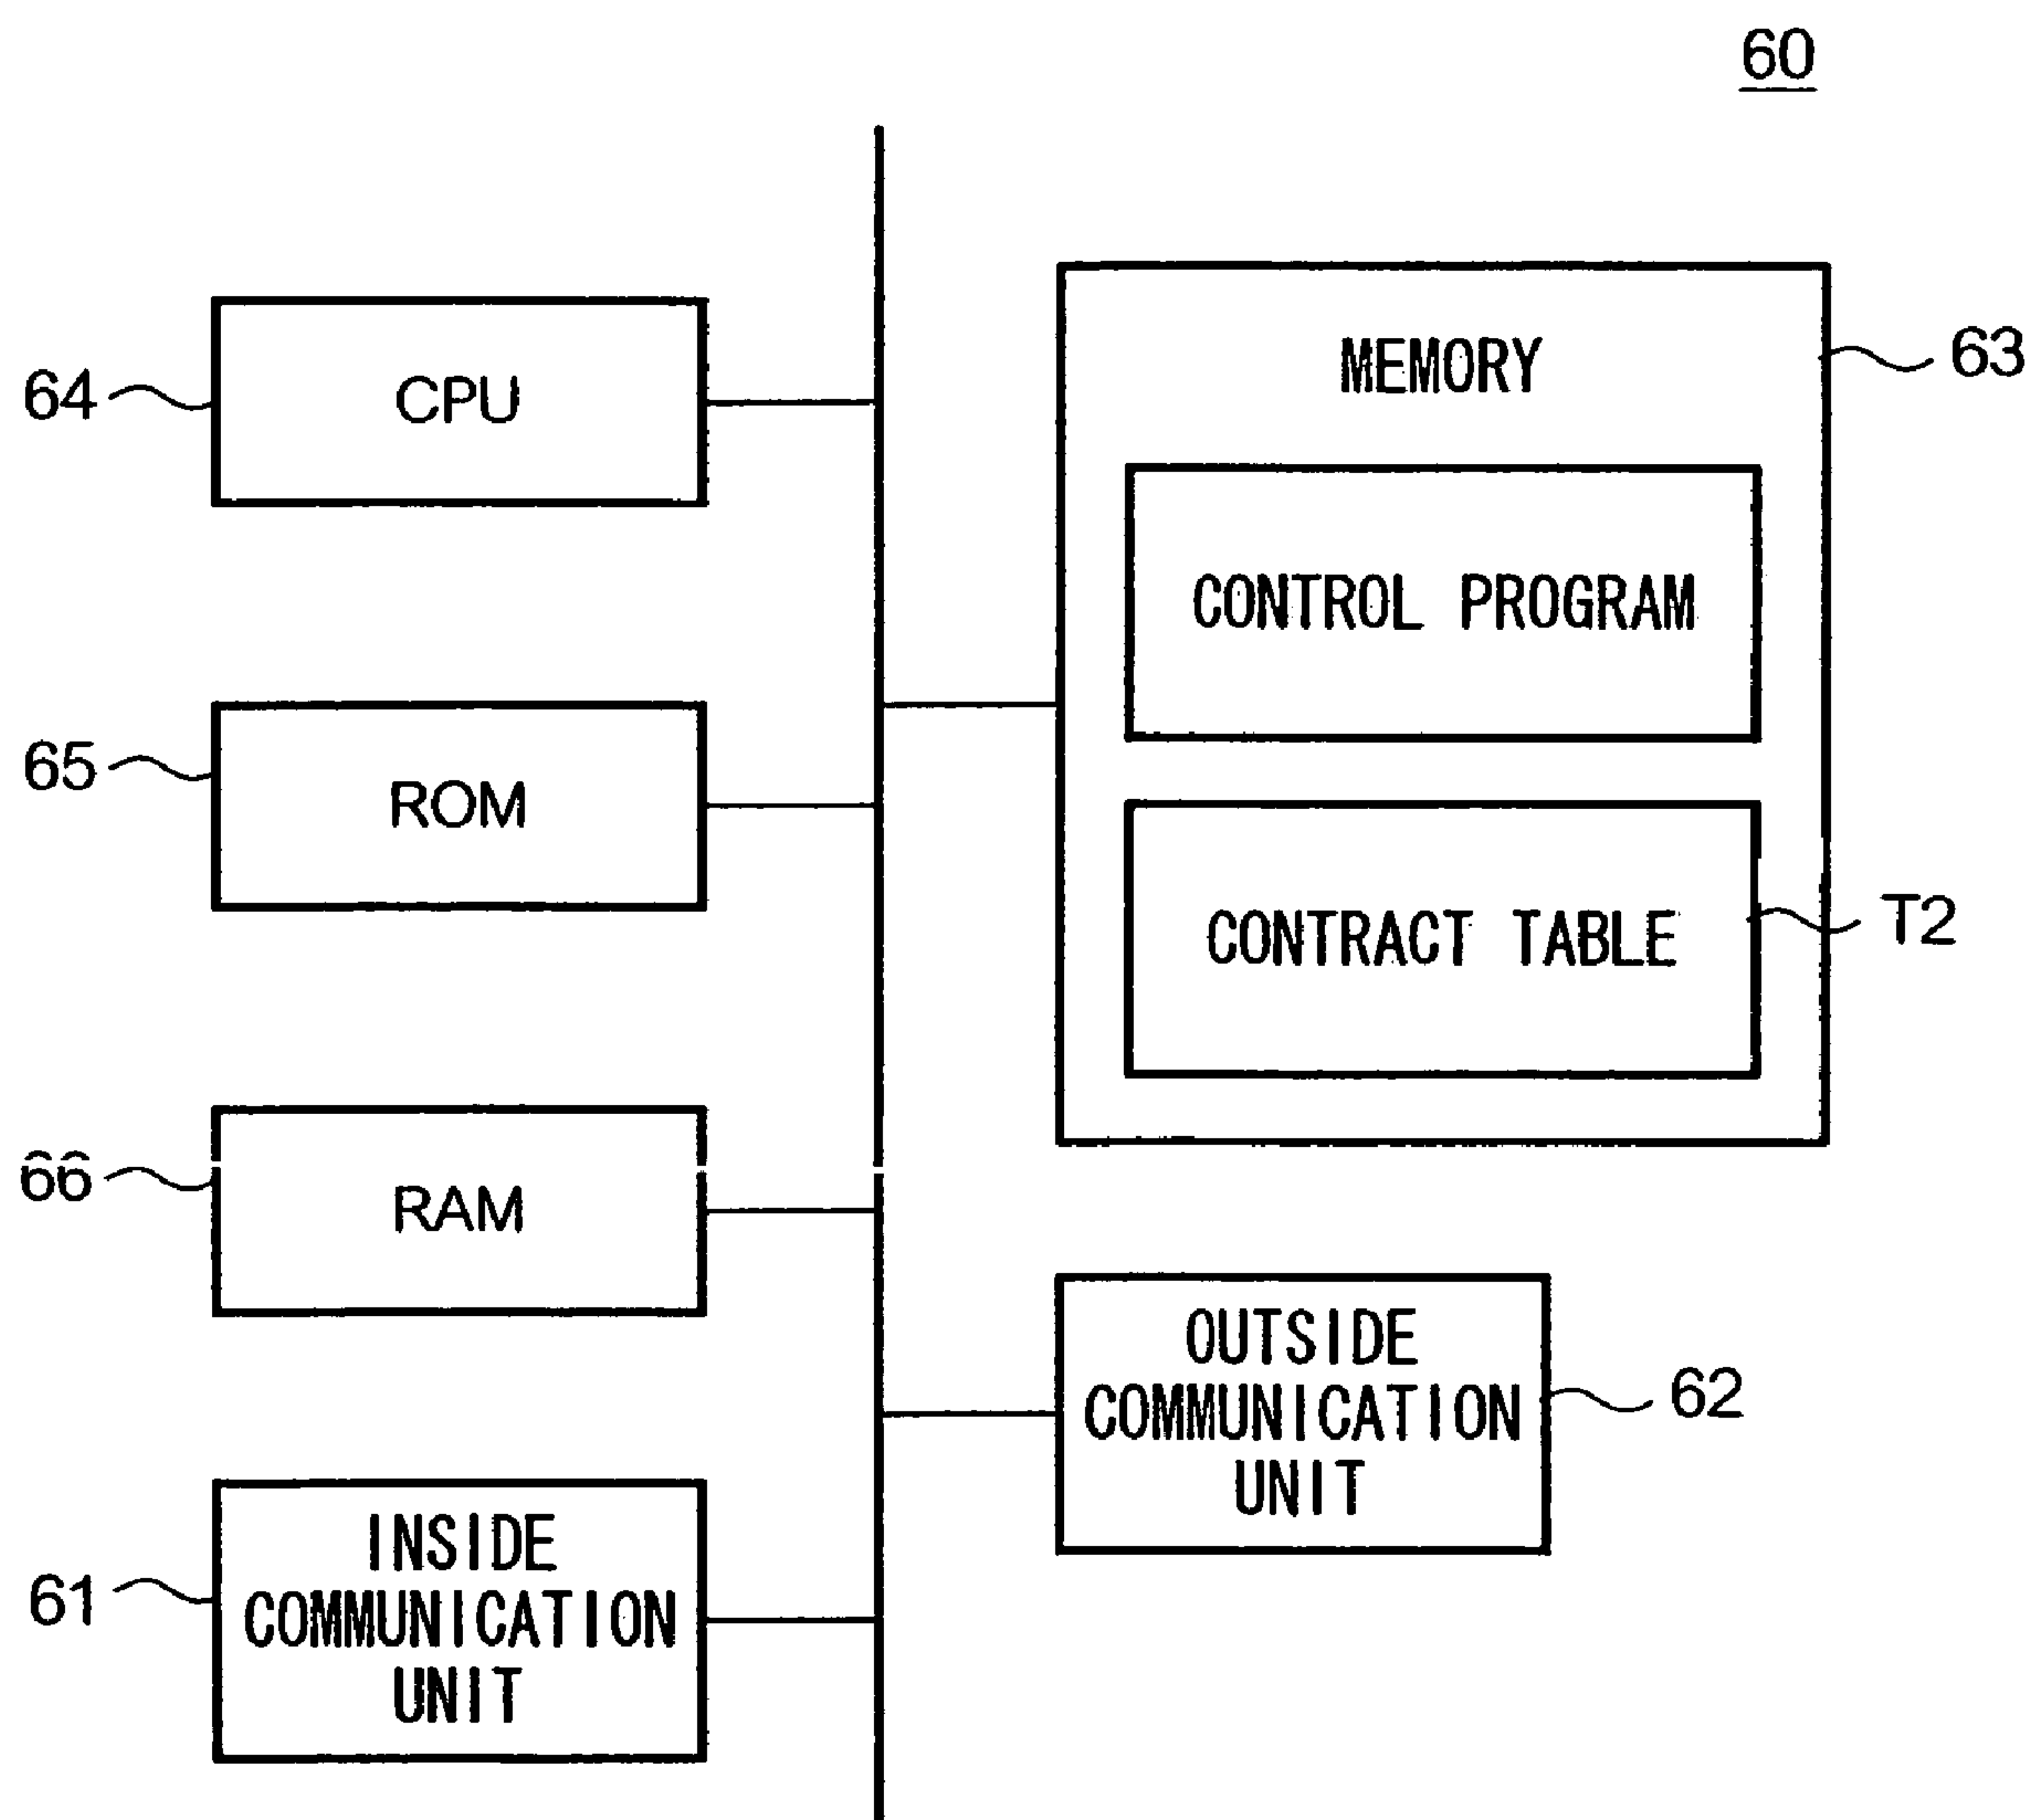 60
64
CPU
MEMORY
63
CONTROL PROGRAM
65
ROM
CONTRACT TABLE
T2
66
RAM
OUTSIDE
COMMUNICATION
UNIT
62
INSIDE
COMMUNICATION
UNIT
61